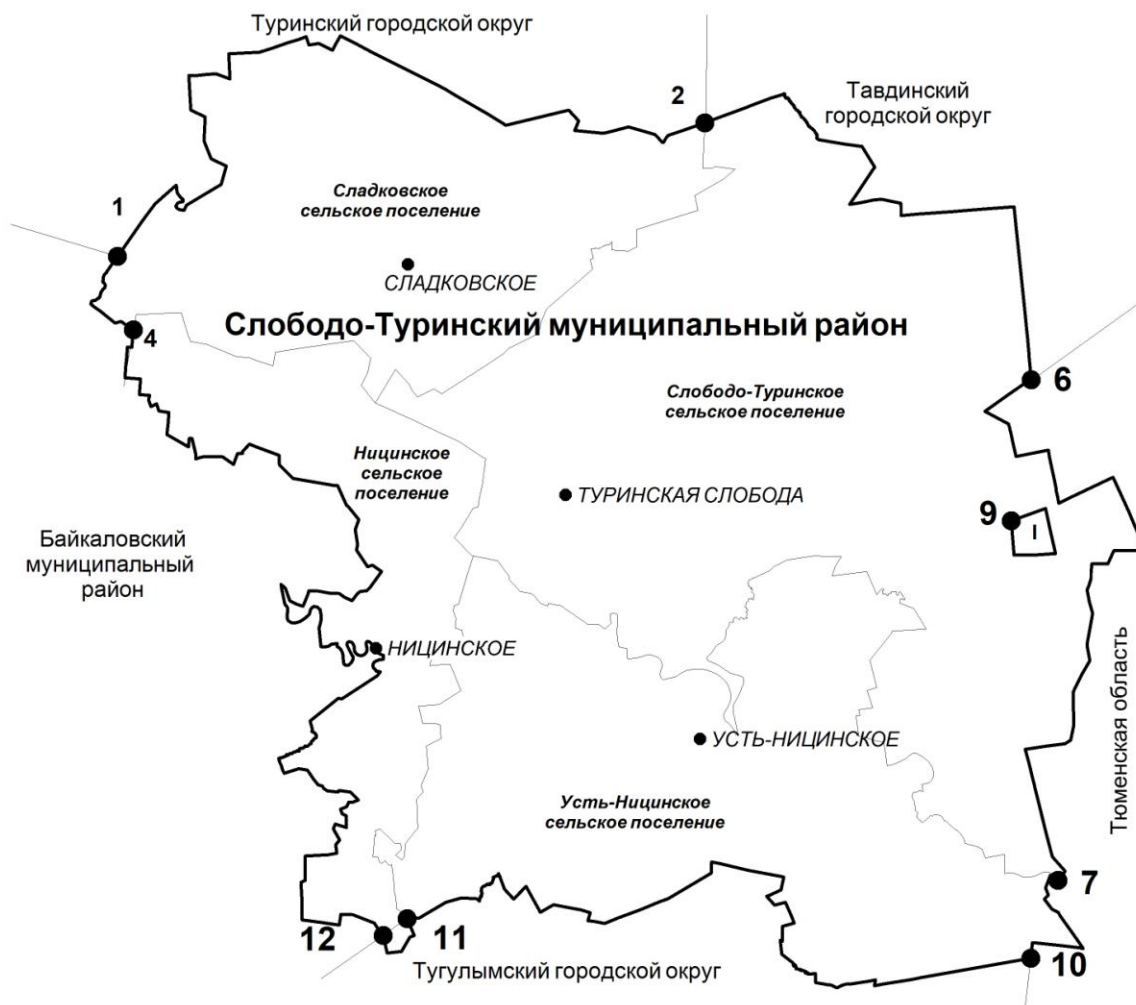 Туринский городской округ
2
Тавдинский
городской округ
1
Сладковское
сельское поселение
СЛАДКОВСКОЕ
Слободо-Туринский муниципальный район
4
6
Слободо-Туринское
сельское поселение
Ницинское
сельское
поселение
ТУРИНСКАЯ СЛОБОДА
9
I
Байкаловский
муниципальный
район
НИЦИНСКОЕ
Тюменская область
УСТЬ-НИЦИНСКОЕ
Усть-Ницинское
сельское поселение
7
12
11
Тугулымский городской округ
10